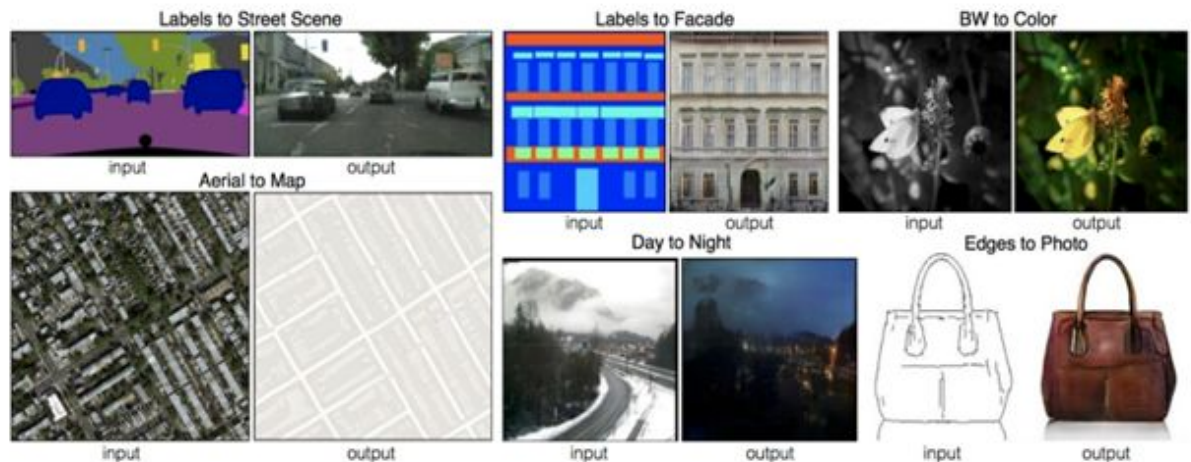 Labels to Street Scene
input
output
Aerial to Map
input
output
Labels to Facade
input
output
BW to Color
input
output
Day to Night
input
output
Edges to Photo
input
output